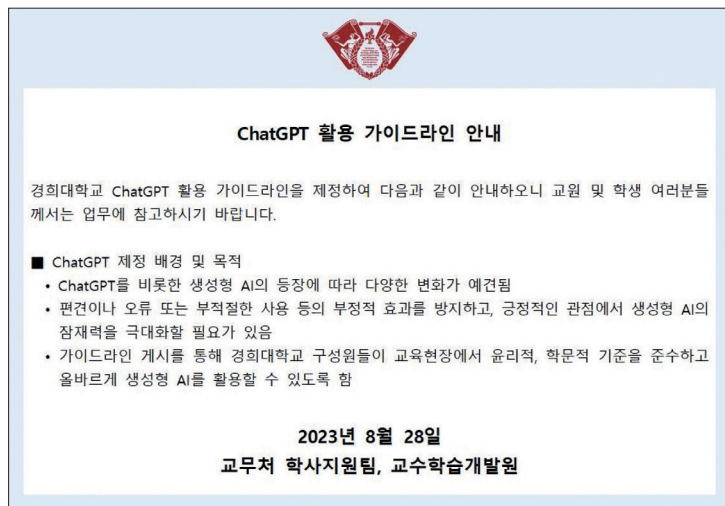 ChatGPT 활용 가이드라인 안내
경희대학교 ChatGPT 활용 가이드라인을 제정하여 다음과 같이 안내하오니 교원 및 학생 여러분들
께서는 업무에 참고하시기 바랍니다.
■ ChatGPT 제정 배경 및 목적
• ChatGPT를 비롯한 생성형 AI의 등장에 따라 다양한 변화가 예견됨
• 편견이나 오류 또는 부적절한 사용 등의 부정적 효과를 방지하고, 긍정적인 관점에서 생성형 AI의
잠재력을 극대화할 필요가 있음
• 가이드라인 게시를 통해 경희대학교 구성원들이 교육현장에서 윤리적, 학문적 기준을 준수하고
올바르게 생성형 AI를 활용할 수 있도록 함
2023년 8월 28일
교무처 학사지원팀, 교수학습개발원